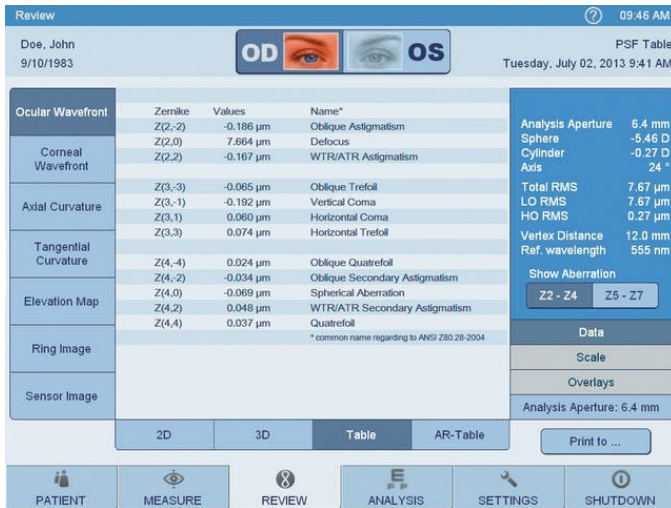 Review
? 09:46 AM
Doe, John
9/10/1983
OD
OS
PSF Table
Tuesday, July 02, 2013 9:41 AM
Ocular Wavefront
Corneal
Wavefront
Axial Curvature
Tangential
Curvature
Elevation Map
Ring Image
Sensor Image
Zernike Values Name*
Z(2,-2) -0.186 µm Oblique Astigmatism
Z(2,0) 7.664 µm Defocus
Z(2,2) -0.167 µm WTR/ATR Astigmatism
Z(3,-3) -0.065 µm Oblique Trefoil
Z(3,-1) -0.192 µm Vertical Coma
Z(3,1) 0.060 µm Horizontal Coma
Z(3,3) 0.074 µm Horizontal Trefoil
Z(4,-4) 0.024 µm Oblique Quatrefoil
Z(4,-2) -0.034 µm Oblique Secondary Astigmatism
Z(4,0) -0.069 µm Spherical Aberration
Z(4,2) 0.048 µm WTR/ATR Secondary Astigmatism
Z(4,4) 0.037 µm Quatrefoil
* common name regarding to ANSI Z80.28-2004
Analysis Aperture 6.4 mm
Sphere -5.46 D
Cylinder -0.27 D
Axis 24 °
Total RMS 7.67 µm
LO RMS 7.67 µm
HO RMS 0.27 µm
Vertex Distance 12.0 mm
Ref. wavelength 555 nm
Show Aberration
Z2 - Z4 Z5 - Z7
Data
Scale
Overlays
Analysis Aperture: 6.4 mm
2D 3D Table AR-Table
Print to ...
PATIENT MEASURE REVIEW ANALYSIS SETTINGS SHUTDOWN